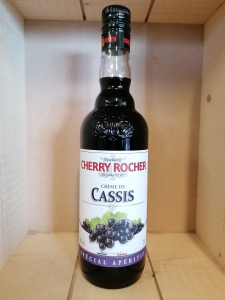 CHERRY ROCHER
CRÈME DE
CASSIS
SPÉCIAL APÉRITIF